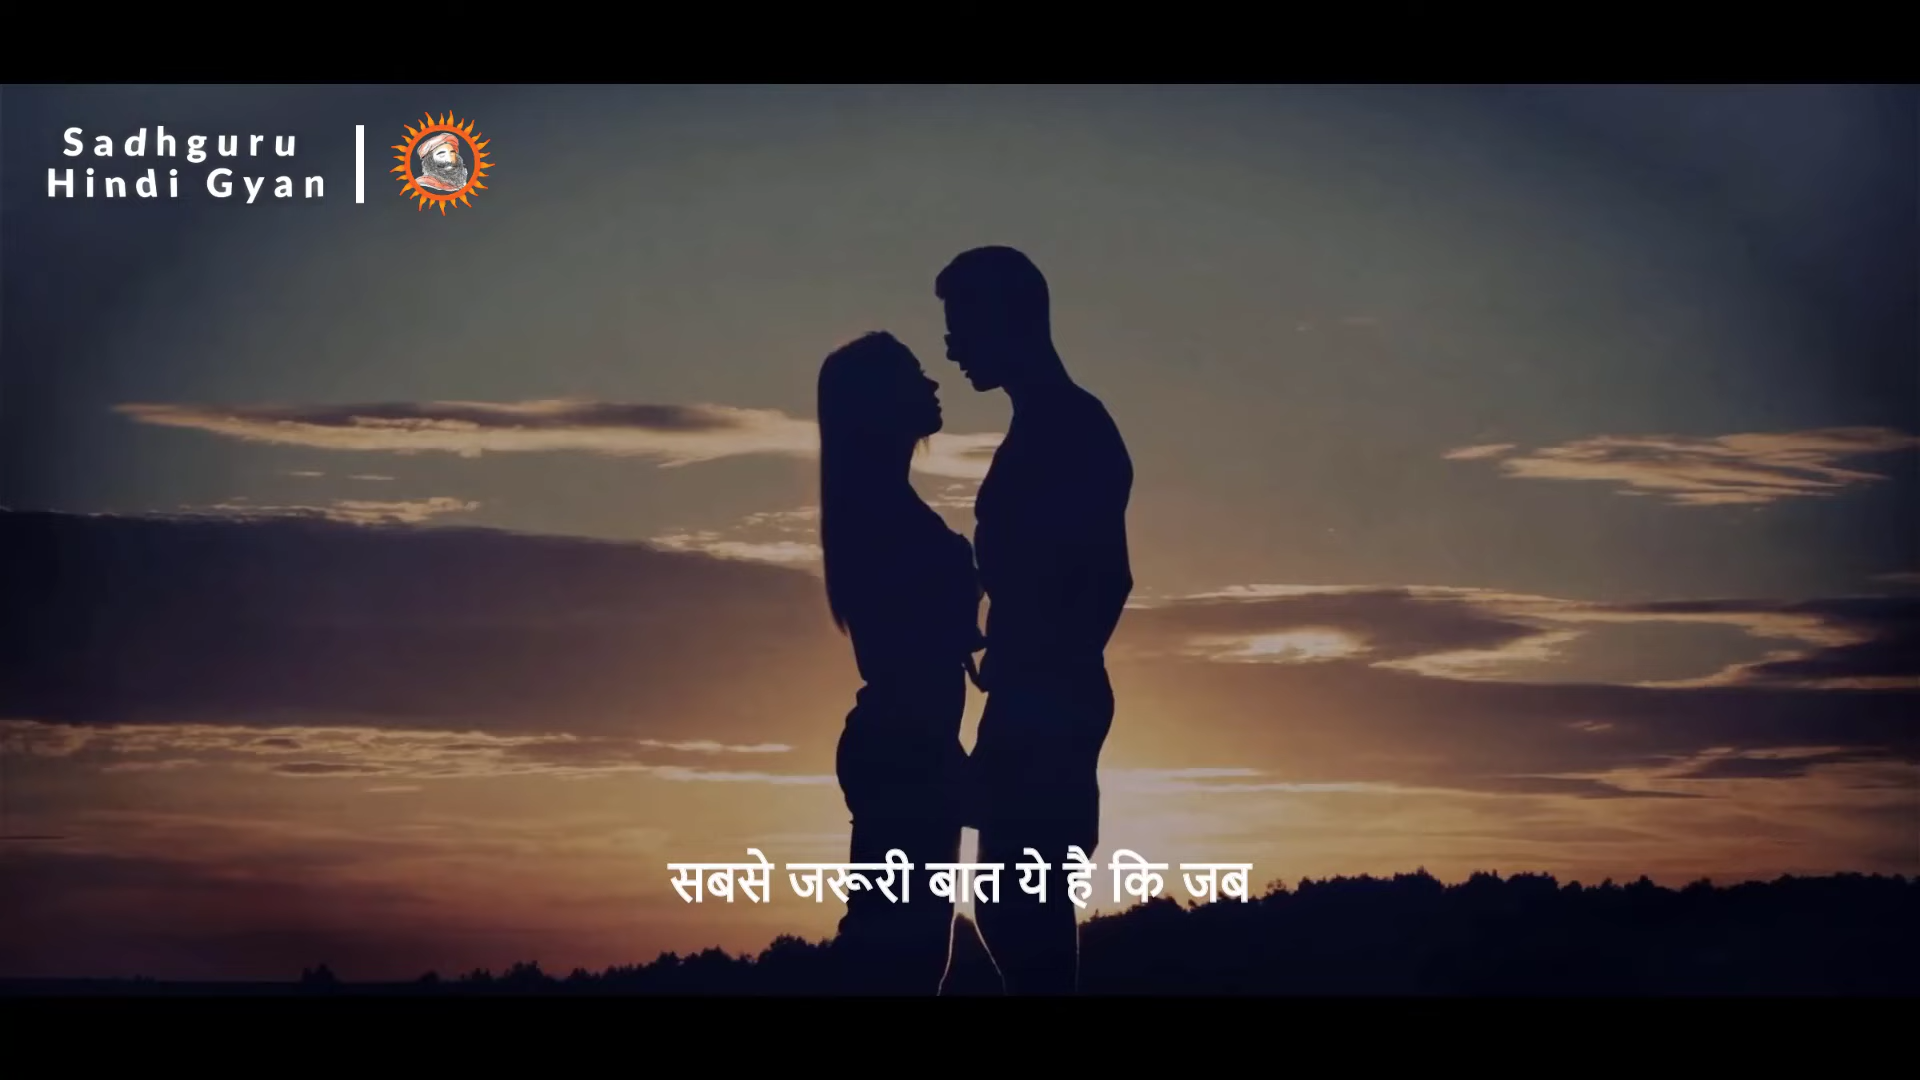 Sadhguru
Hindi Gyan
सबसे जरूरी बात ये है कि जब